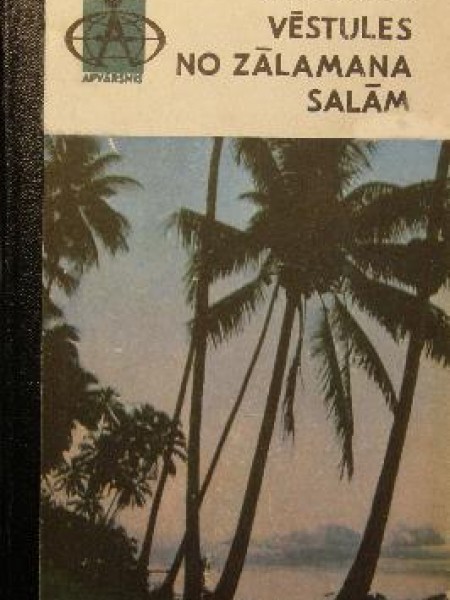 APVĀRSNIS
VĒSTULES
NO ZĀLAMANA
SALĀM